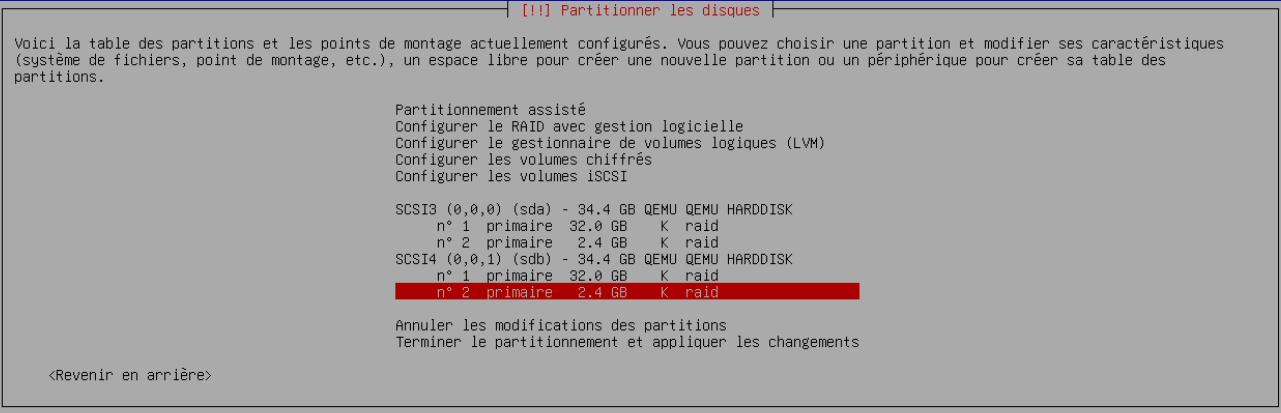 [!!] Partitionner les disques
Voici la table des partitions et les points de montage actuellement configurés. Vous pouvez choisir une partition et modifier ses caractéristiques
(système de fichiers, point de montage, etc.), un espace libre pour créer une nouvelle partition ou un périphérique pour créer sa table des
partitions.
Partitionnement assisté
Configurer le RAID avec gestion logicielle
Configurer le gestionnaire de volumes logiques (LVM)
Configurer les volumes chiffrés
Configurer les volumes iSCSI
SCSI3 (0,0,0) (sda) - 34.4 GB QEMU QEMU HARDDISK
n° 1 primaire 32.0 GB K raid
n° 2 primaire 2.4 GB K raid
SCSI4 (0,0,1) (sdb) - 34.4 GB QEMU QEMU HARDDISK
n° 1 primaire 32.0 GB K raid
n° 2 primaire 2.4 GB K raid
Annuler les modifications des partitions
Terminer le partitionnement et appliquer les changements
<Revenir en arrière>